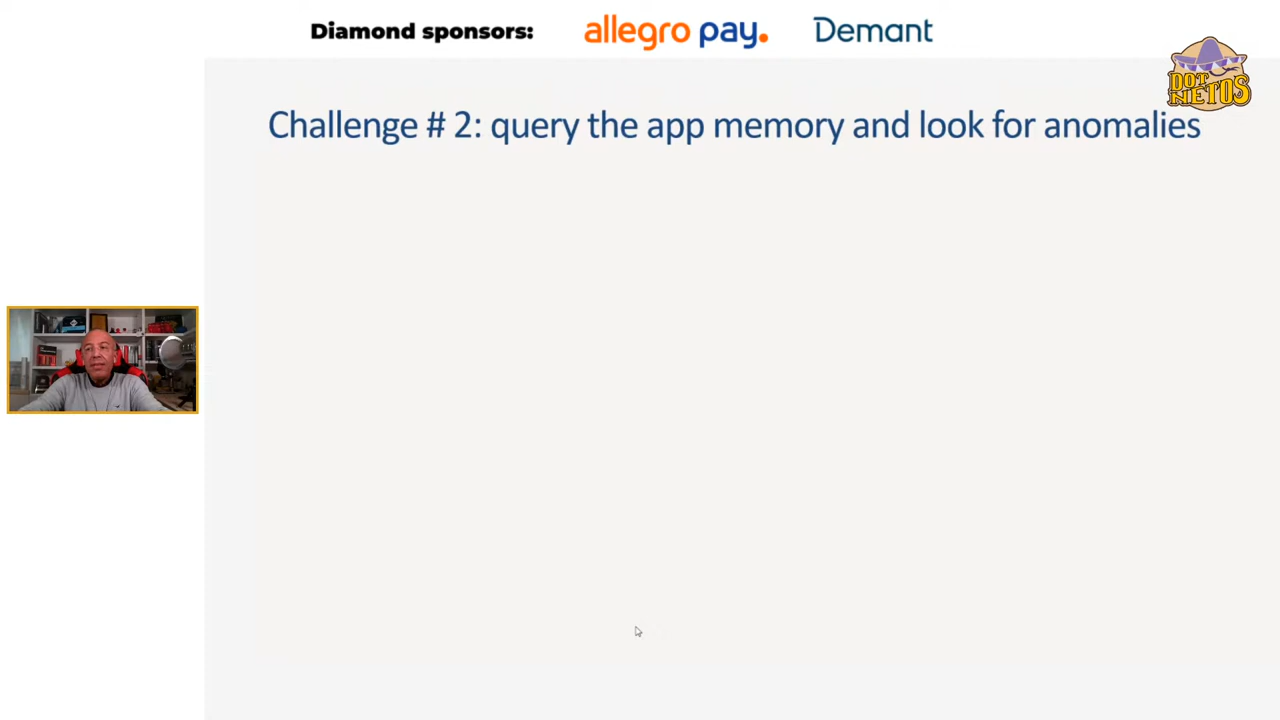 Diamond sponsors:
allegro pay.
Demant
DOT
NETOS
Challenge # 2: query the app memory and look for anomalies